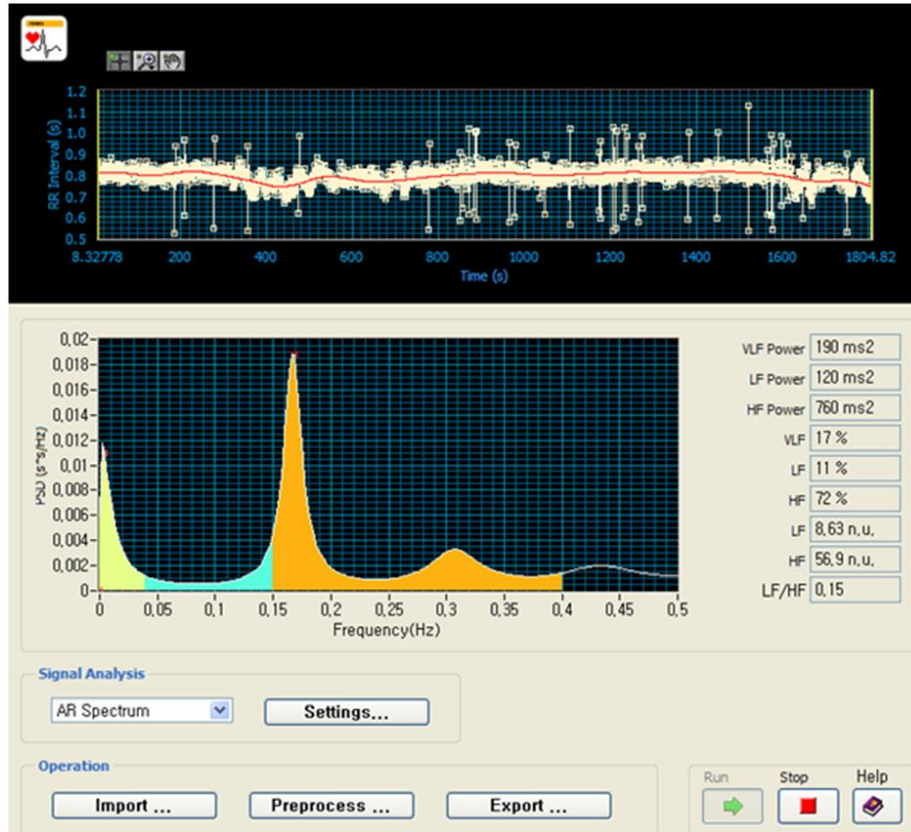 1.2
1.1
1.0
0.9
0.8
0.7
0.6
0.5
RR Interval (s)
8.32778 200 400 600 800 1000 1200 1400 1600 1804.82
Time (s)
0,02
0,018
0,016
0,014
0,012
0,01
0,008
0,006
0,004
0,002
0
PSD (s^s/Hz)
0 0,05 0,1 0,15 0,2 0,25 0,3 0,35 0,4 0,45 0,5
Frequency(Hz)
VLF Power 190 ms2
LF Power 120 ms2
HF Power 760 ms2
VLF 17 %
LF 11 %
HF 72 %
LF 8,63 n,u,
HF 56,9 n,u,
LF/HF 0,15
Signal Analysis
AR Spectrum Settings...
Operation
Import ... Preprocess ... Export ...
Run Stop Help